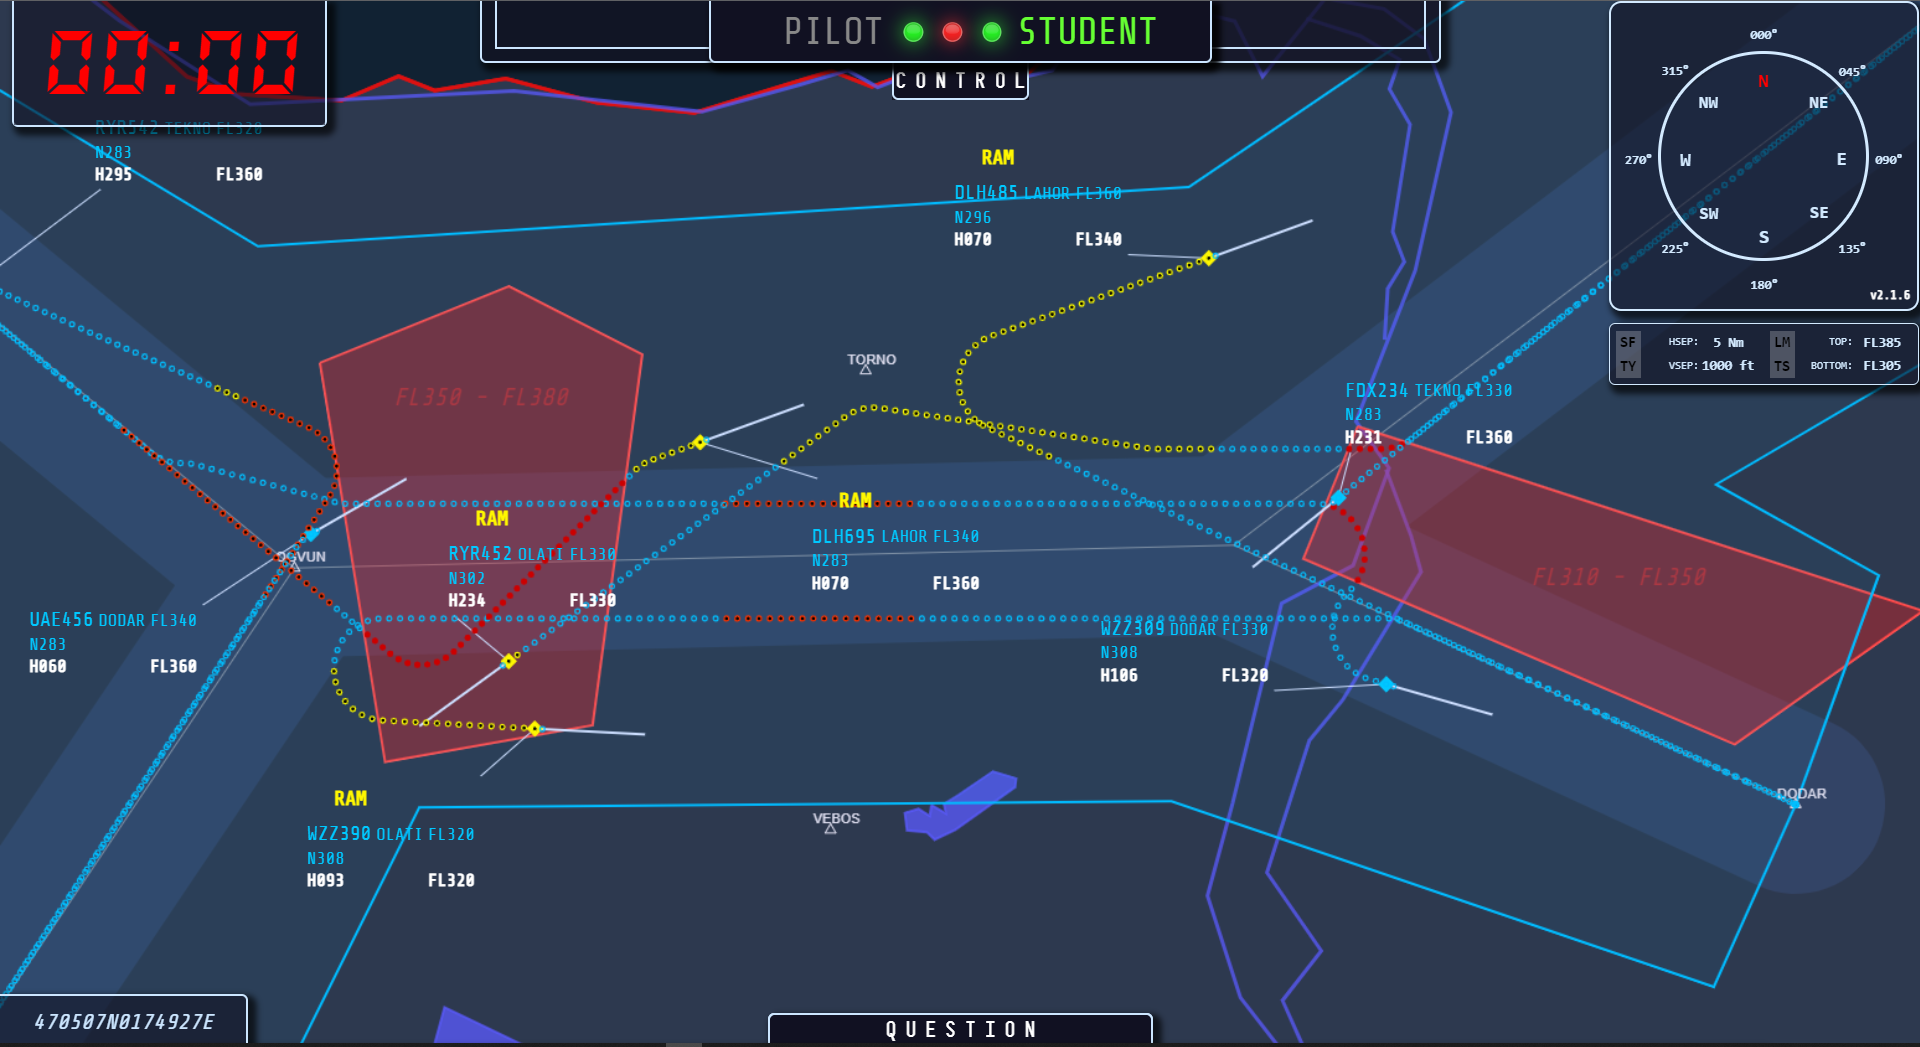 00:00
PILOT STUDENT
CONTROL
000°
315° N 045°
NW NE
270° W E 090°
SW SE
225° S 135°
180°
v2.1.6
SF HSEP: 5 Nm LM TOP: FL385
TY VSEP: 1000 ft TS BOTTOM: FL305
RYR542 TEKNO FL320
N283
H295 FL360
RAM
DLH485 LAHOR FL360
N296
H070 FL340
TORNO
FL350 - FL380
FDX234 TEKNO FL330
N283
H231 FL360
RAM
RYR452 OLATI FL330
N302
H234 FL330
RAM
DLH695 LAHOR FL340
N283
H070 FL360
FL310 - FL350
UAE456 DODAR FL340
N283
H060 FL360
WZZ309 DODAR FL330
N308
H106 FL320
RAM
WZZ390 OLATI FL320
N308
H093 FL320
VEBOS
DODAR
470507N0174927E
QUESTION